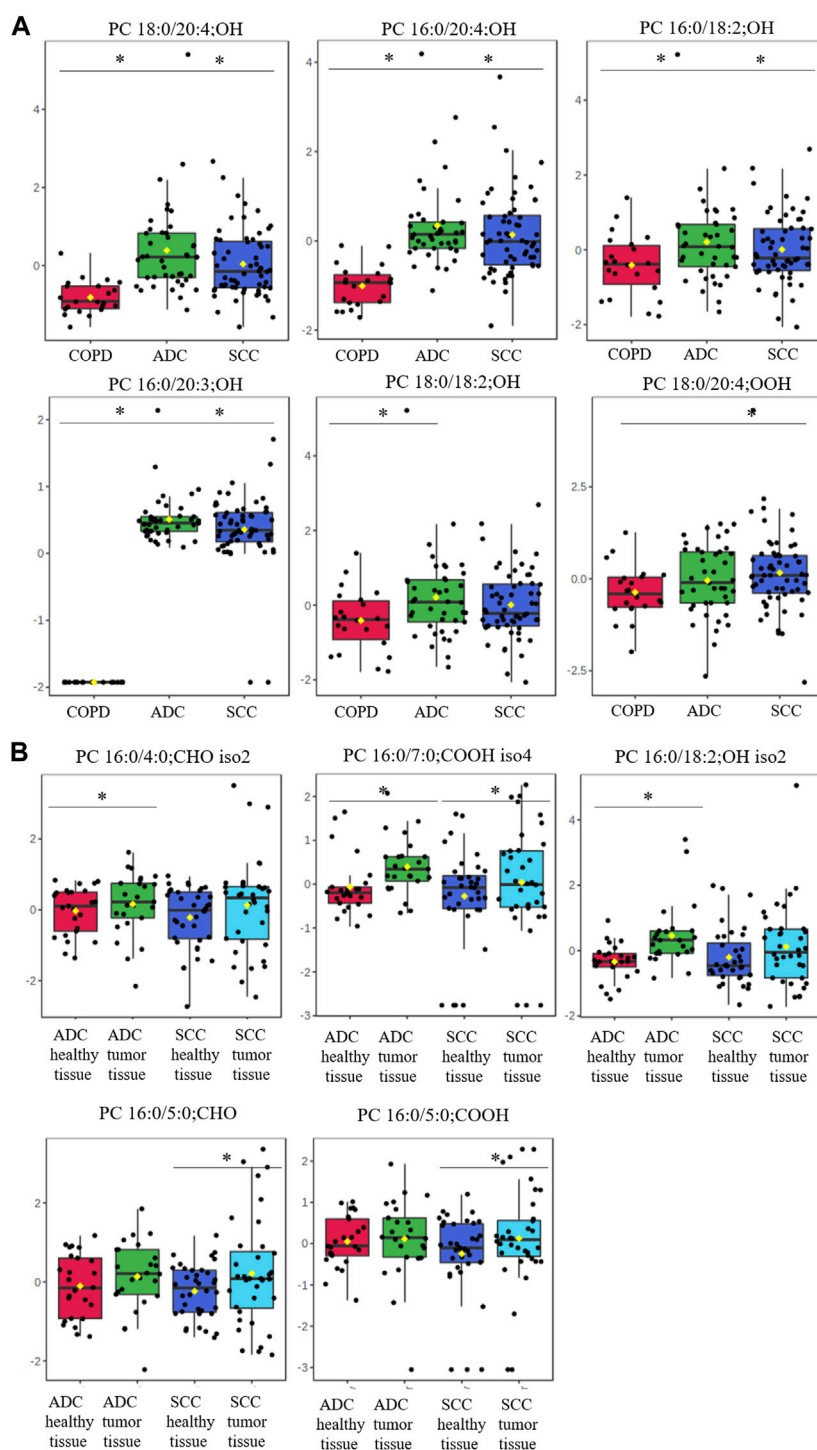 A
PC 18:0/20:4;OH PC 16:0/20:4;OH PC 16:0/18:2;OH
* * * * * *
4 4 4
2 2 2
0 0 0
-2 -2
COPD ADC SCC COPD ADC SCC COPD ADC SCC
PC 16:0/20:3;OH PC 18:0/18:2;OH PC 18:0/20:4;OOH
* * * *
2 4 2.5
1 2 0.0
0 0 -2.5
-1 -2
-2
COPD ADC SCC COPD ADC SCC COPD ADC SCC
B
PC 16:0/4:0;CHO iso2 PC 16:0/7:0;COOH iso4 PC 16:0/18:2;OH iso2
* * * *
2 2 4
0 1 2
-2 0 0
-1 -2
-2
-3
ADC ADC SCC SCC ADC ADC SCC SCC ADC ADC SCC SCC
healthy tumor healthy tumor healthy tumor healthy tumor healthy tumor healthy tumor
tissue tissue tissue tissue tissue tissue tissue tissue tissue tissue tissue tissue
PC 16:0/5:0;CHO PC 16:0/5:0;COOH
* *
2 2
0 1
-2 0
-1
-2
-3
ADC ADC SCC SCC ADC ADC SCC SCC
healthy tumor healthy tumor healthy tumor healthy tumor
tissue tissue tissue tissue tissue tissue tissue tissue